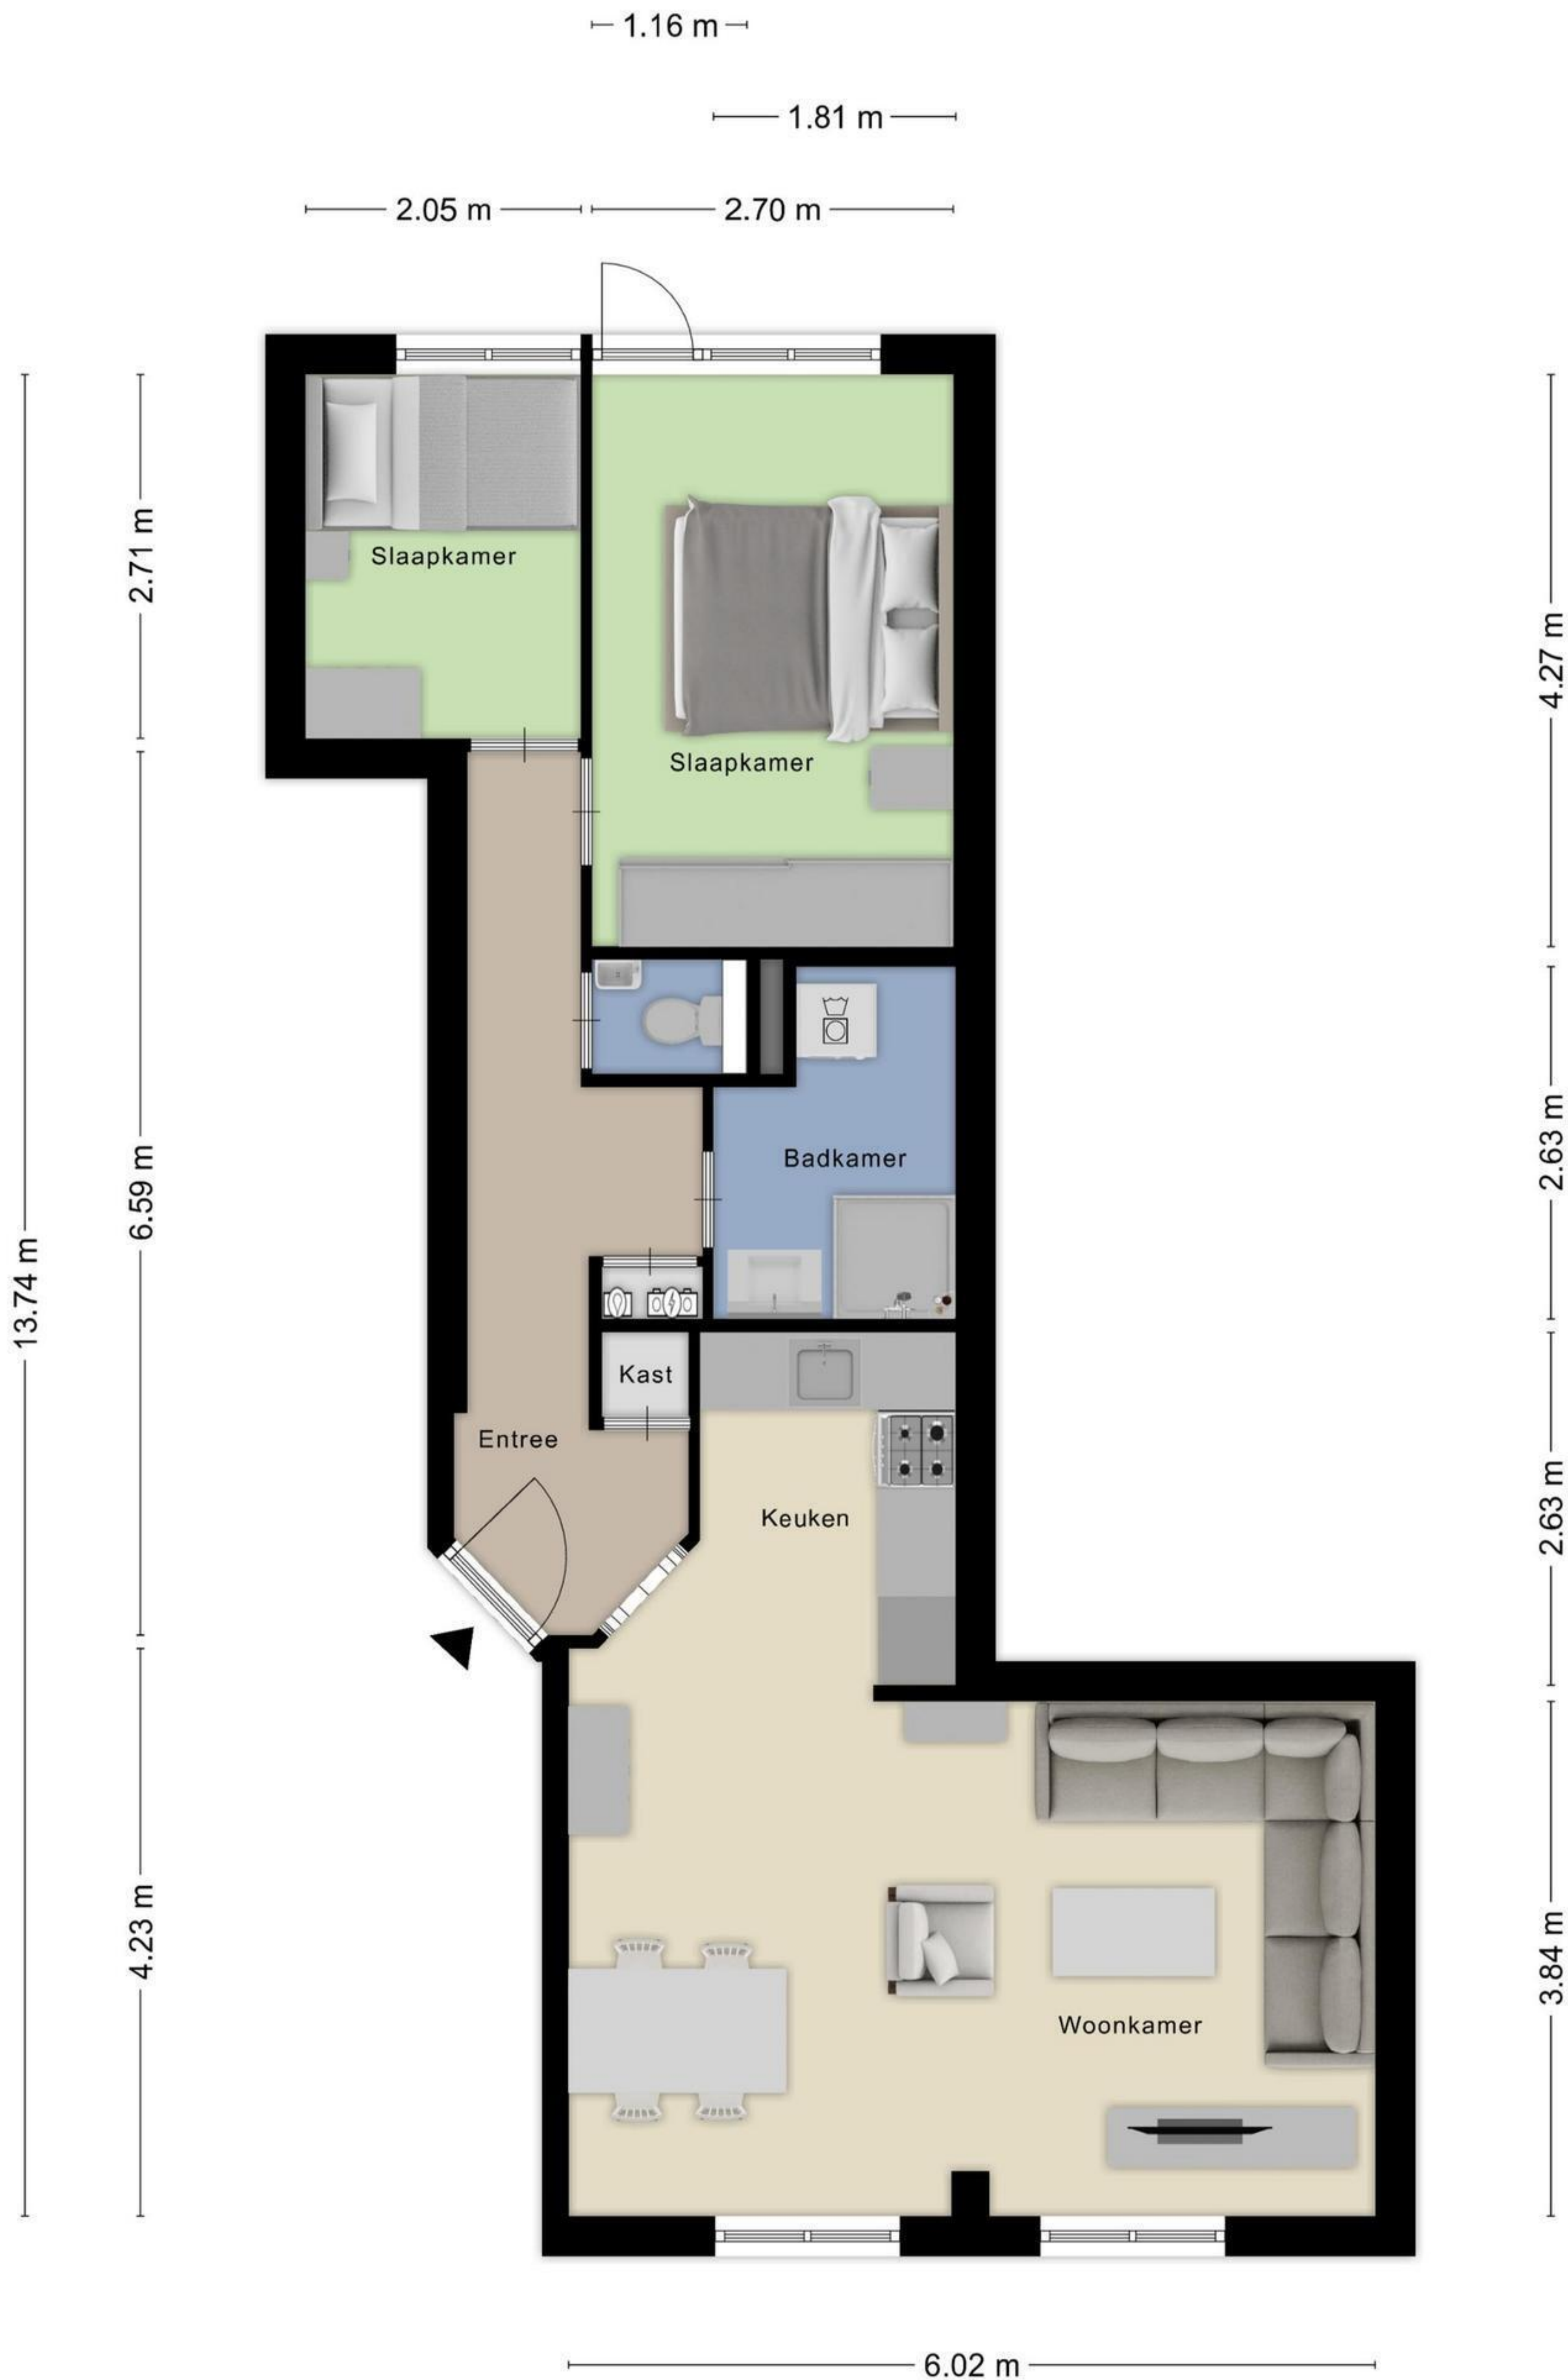 1.16 m
1.81 m
2.05 m
2.70 m
2.71 m
4.27 m
Slaapkamer
Slaapkamer
6.59 m
2.63 m
13.74 m
Badkamer
Kast
Entree
Keuken
2.63 m
4.23 m
3.84 m
Woonkamer
6.02 m